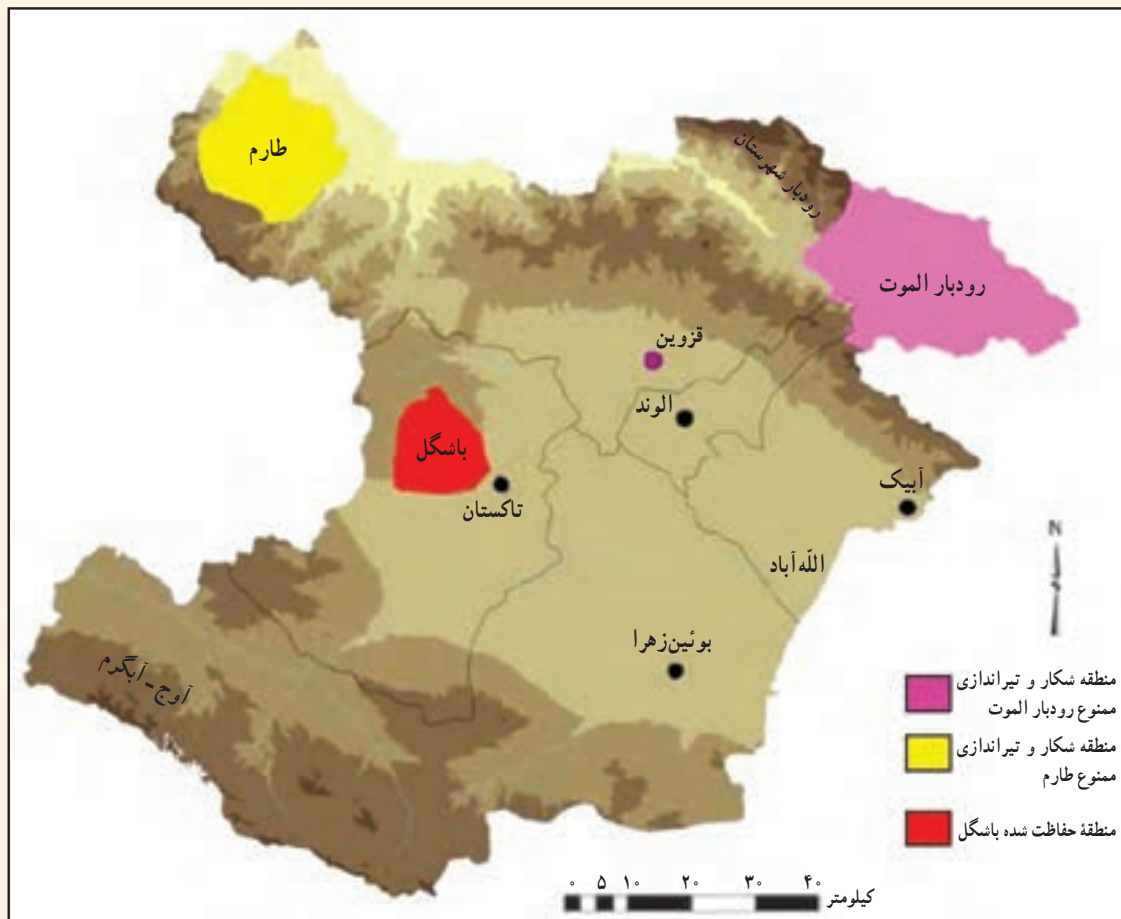 طارم
رودبار شهرستان
رودبار الموت
قزوین
الوند
باشگل
تاکستان
آبیک
اللّه‌آباد
بوئین‌زهرا
آوج - آبگرم
N
منطقه شکار و تیراندازی
ممنوع رودبار الموت
منطقه شکار و تیراندازی
ممنوع طارم
منطقهٔ حفاظت شده باشگل
۰ ۵ ۱۰ ۲۰ ۳۰ ۴۰
کیلومتر